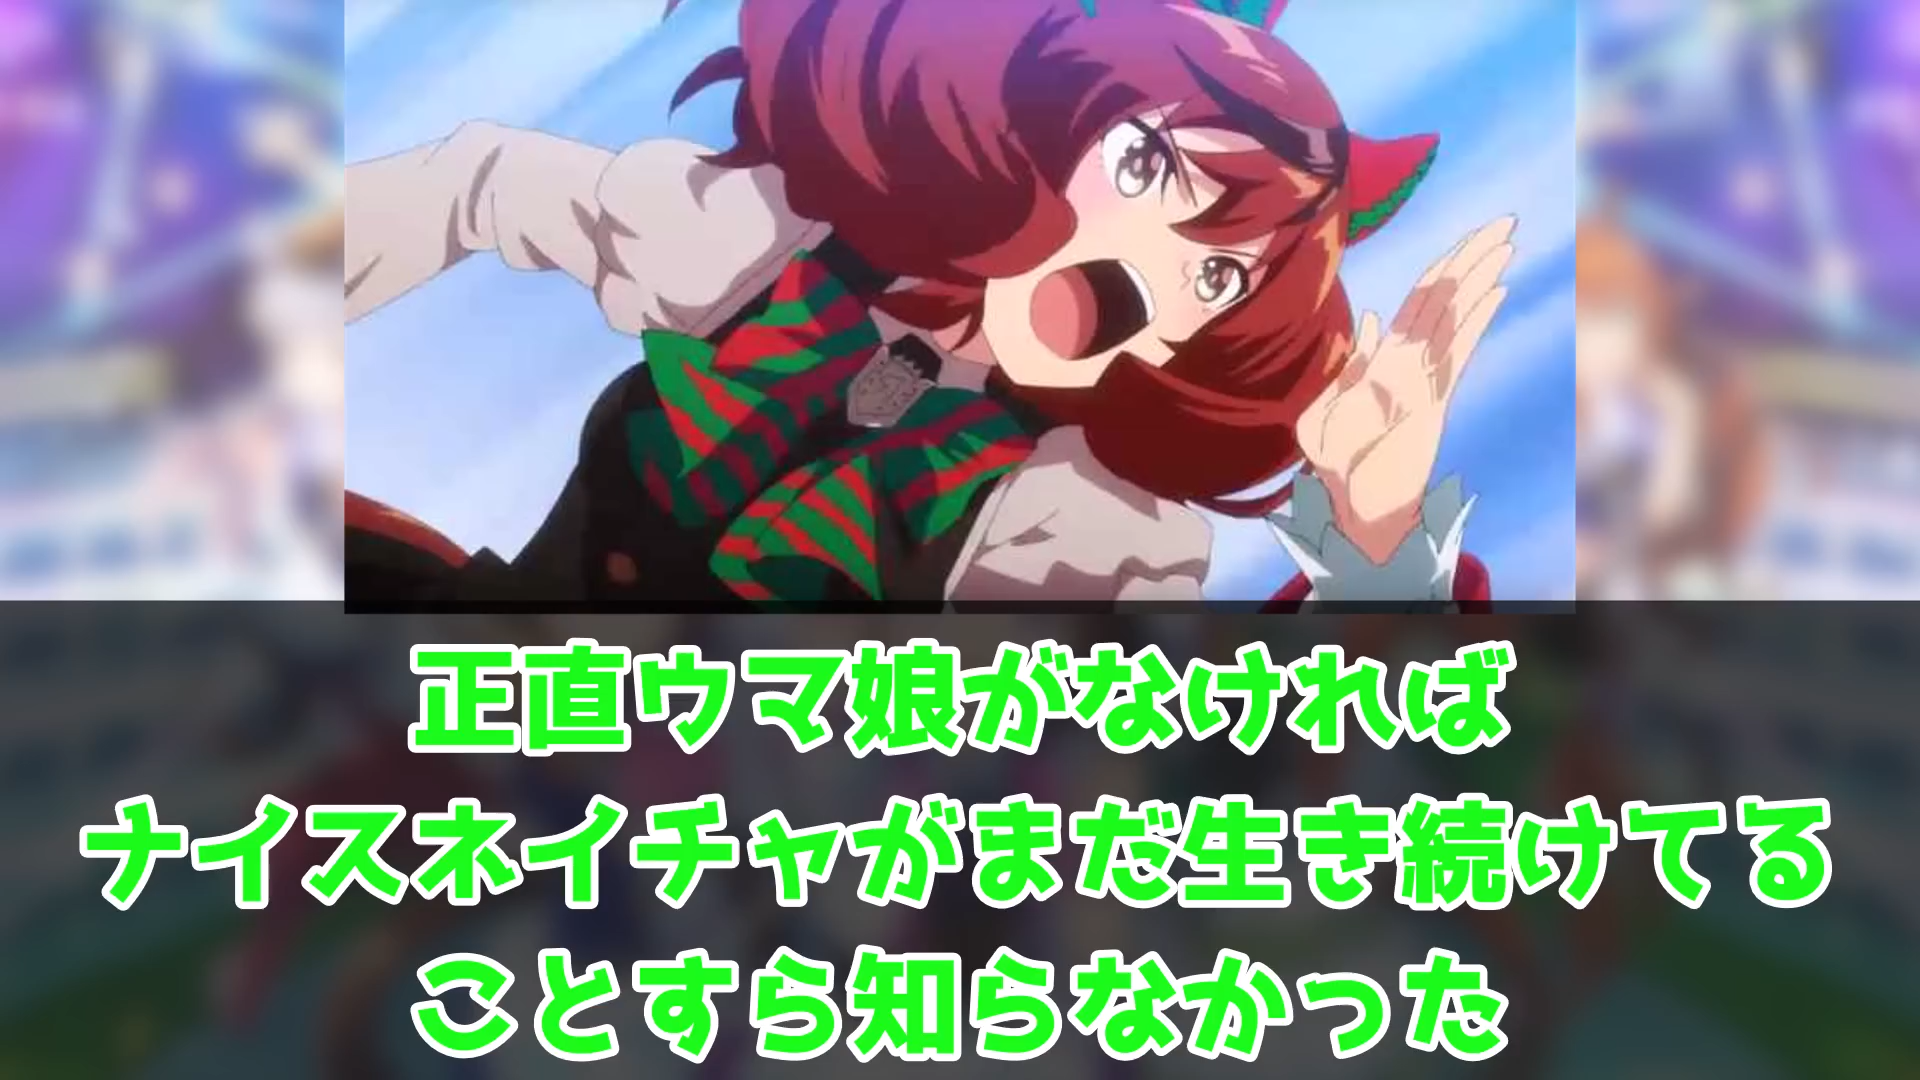 正直ウマ娘がなければ
ナイスネイチャがまだ生き続けてる
ことすら知らなかった